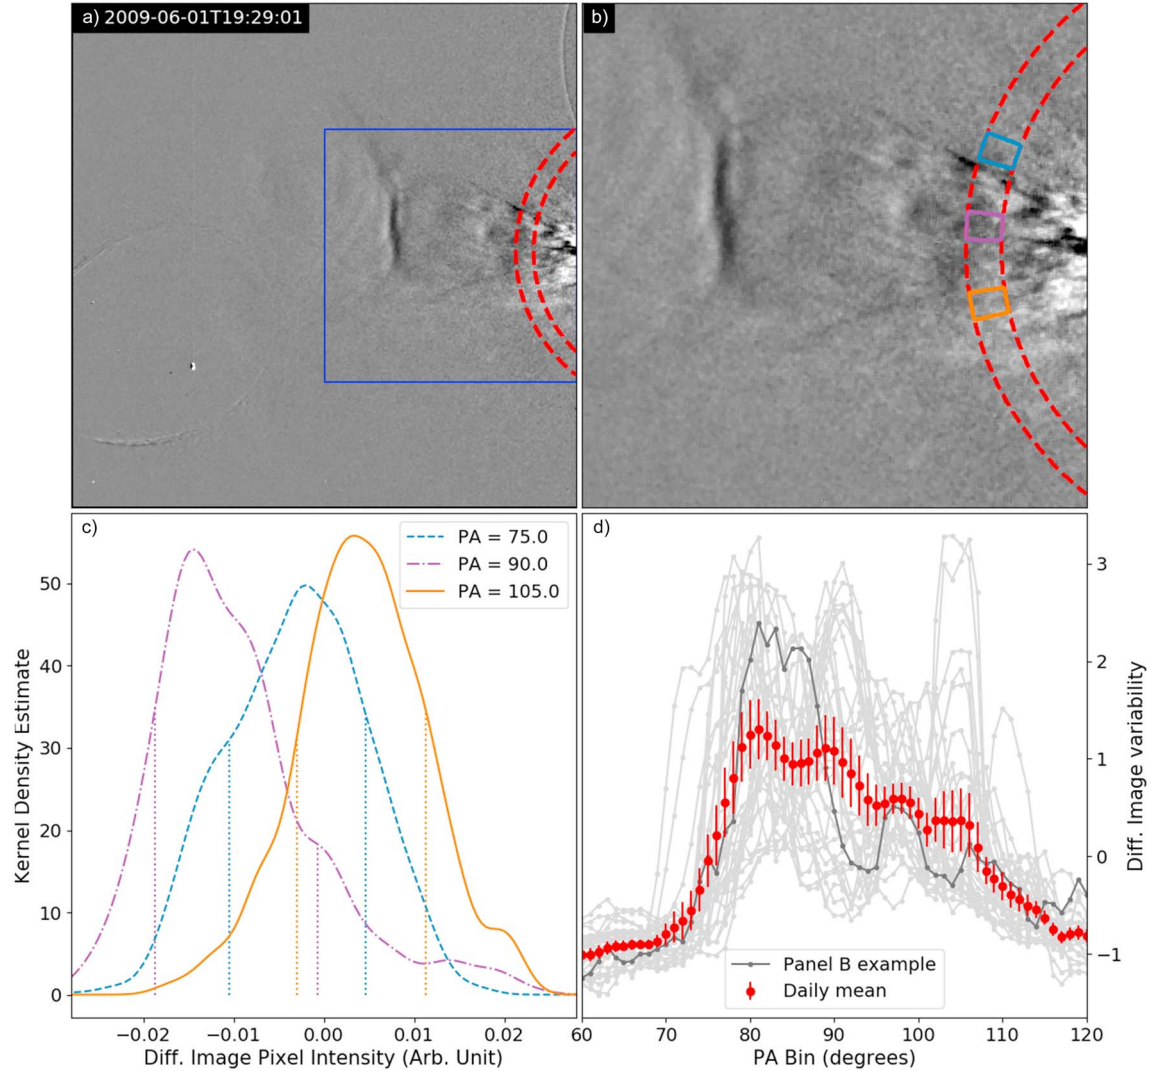 a) 2009-06-01T19:29:01
b)
c)
PA = 75.0
PA = 90.0
PA = 105.0
Kernel Density Estimate
50
40
30
20
10
0
−0.02
−0.01
0.00
0.01
0.02
Diff. Image Pixel Intensity (Arb. Unit)
d)
3
2
1
0
−1
Diff. Image variability
Panel B example
Daily mean
60
70
80
90
100
110
120
PA Bin (degrees)